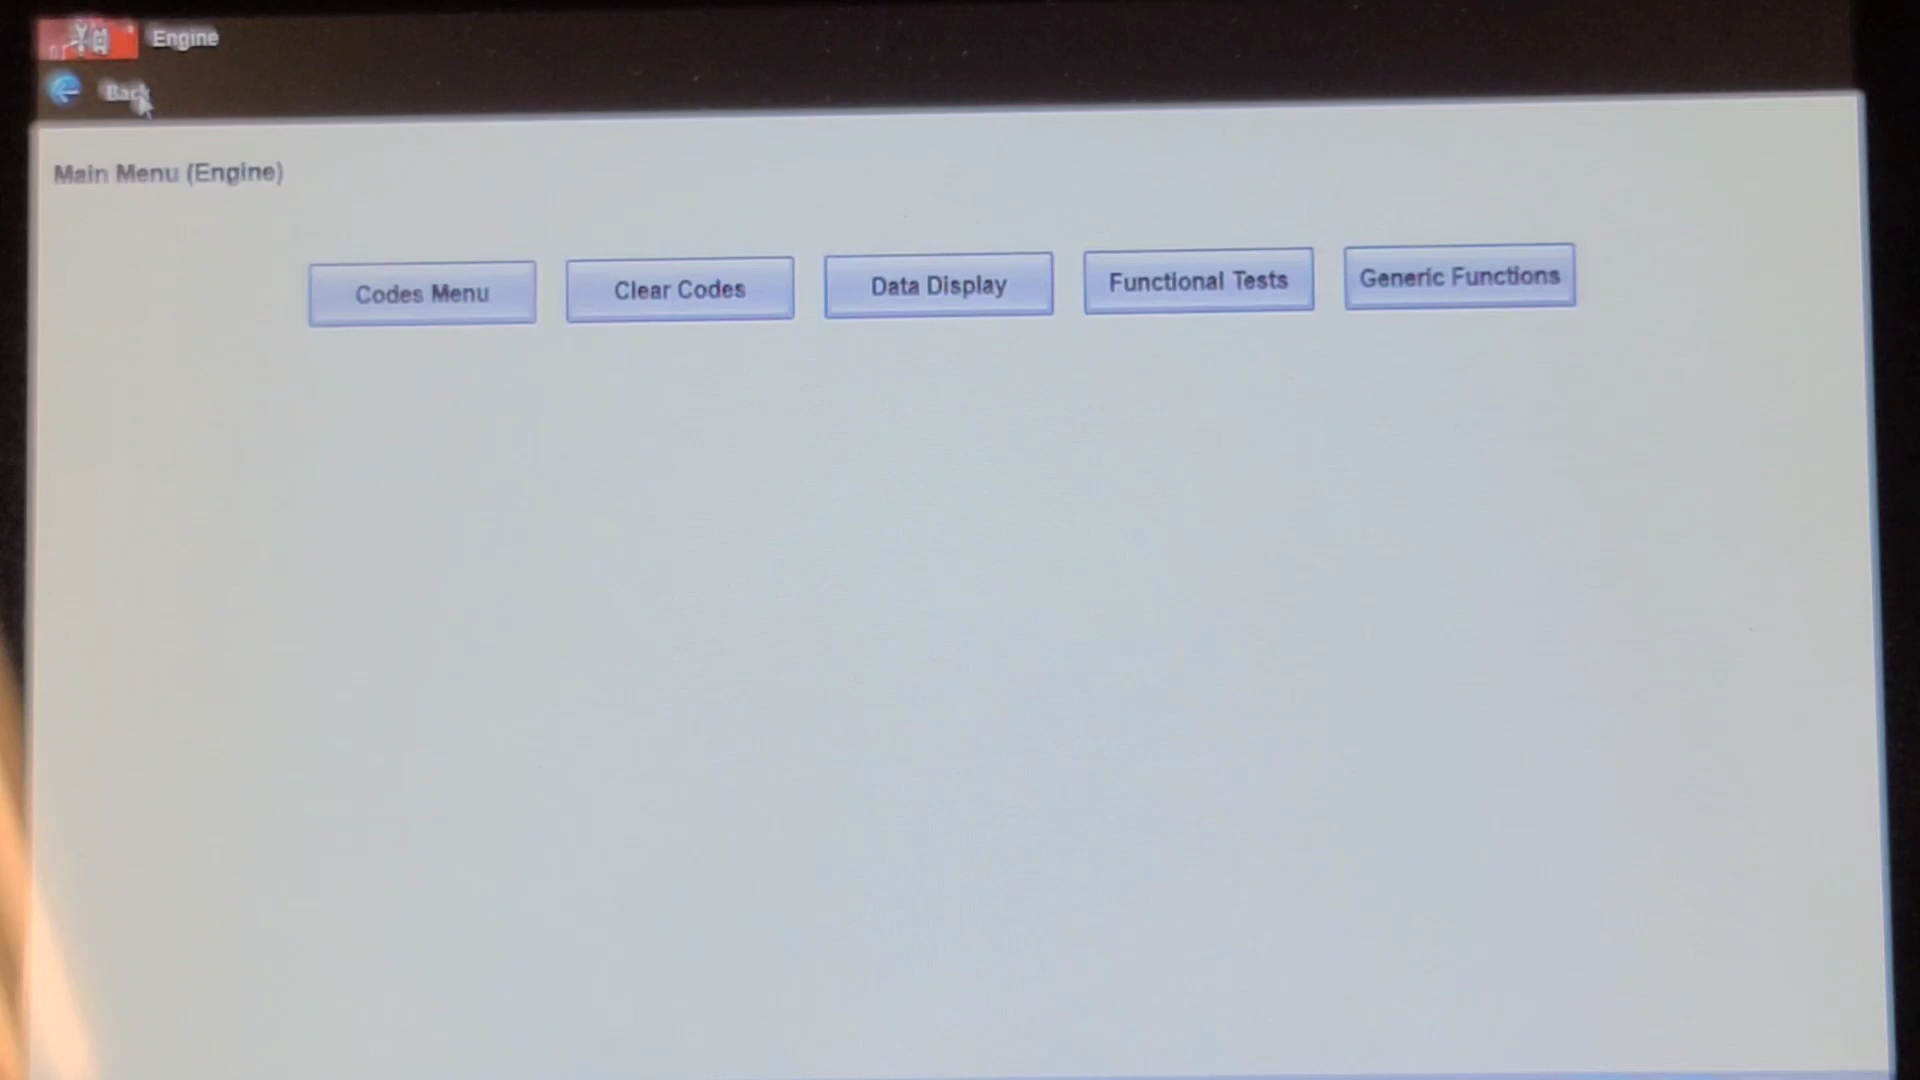 Engine
Back
Main Menu (Engine)
Codes Menu
Clear Codes
Data Display
Functional Tests
Generic Functions